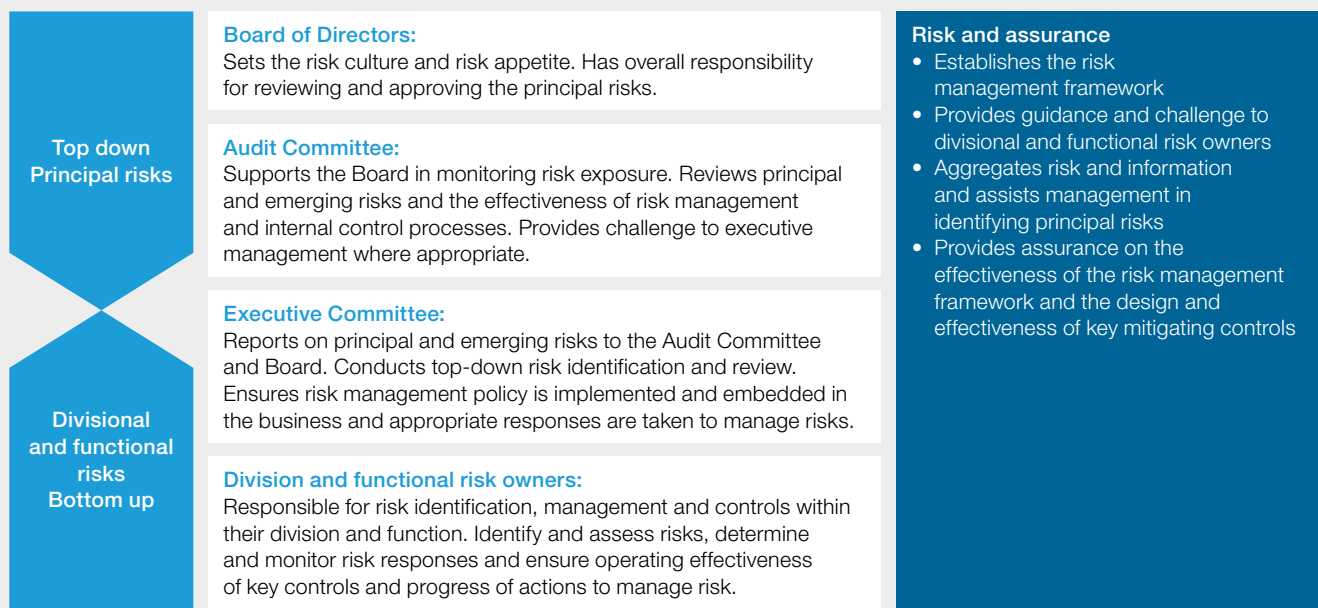 Top down
Principal risks
Divisional
and functional
risks
Bottom up
Board of Directors:
Sets the risk culture and risk appetite. Has overall responsibility
for reviewing and approving the principal risks.
Audit Committee:
Supports the Board in monitoring risk exposure. Reviews principal
and emerging risks and the effectiveness of risk management
and internal control processes. Provides challenge to executive
management where appropriate.
Executive Committee:
Reports on principal and emerging risks to the Audit Committee
and Board. Conducts top-down risk identification and review.
Ensures risk management policy is implemented and embedded in
the business and appropriate responses are taken to manage risks.
Division and functional risk owners:
Responsible for risk identification, management and controls within
their division and function. Identify and assess risks, determine
and monitor risk responses and ensure operating effectiveness
of key controls and progress of actions to manage risk.
Risk and assurance
• Establishes the risk
management framework
• Provides guidance and challenge to
divisional and functional risk owners
• Aggregates risk and information
and assists management in
identifying principal risks
• Provides assurance on the
effectiveness of the risk management
framework and the design and
effectiveness of key mitigating controls